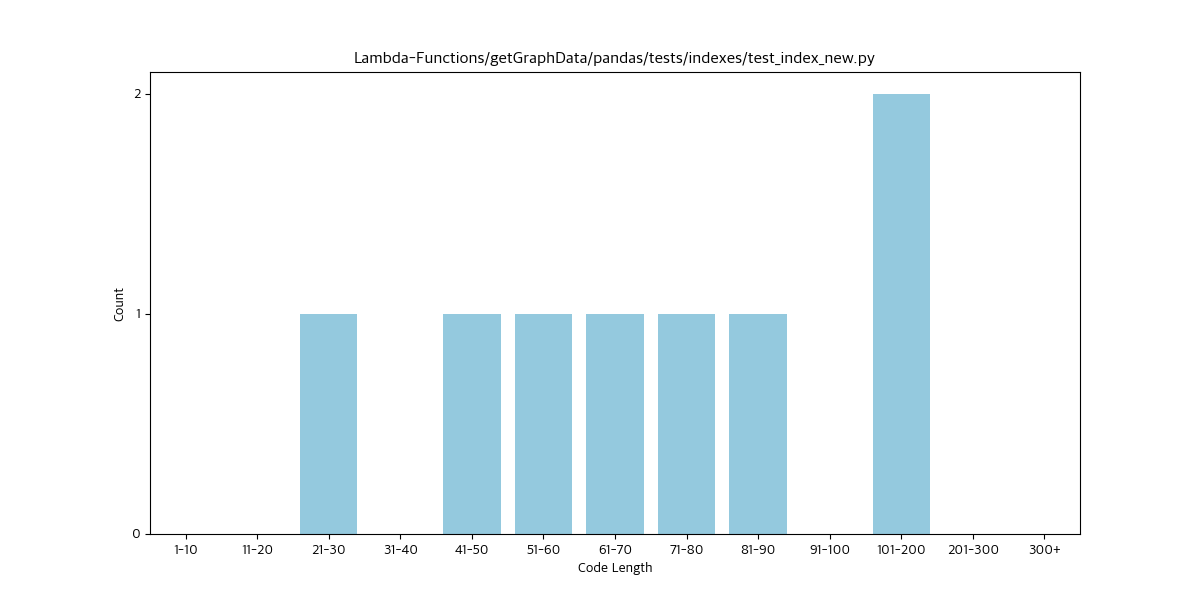 Lambda-Functions/getGraphData/pandas/tests/indexes/test_index_new.py
2
1
0
Count
1-10 11-20 21-30 31-40 41-50 51-60 61-70 71-80 81-90 91-100 101-200 201-300 300+
Code Length